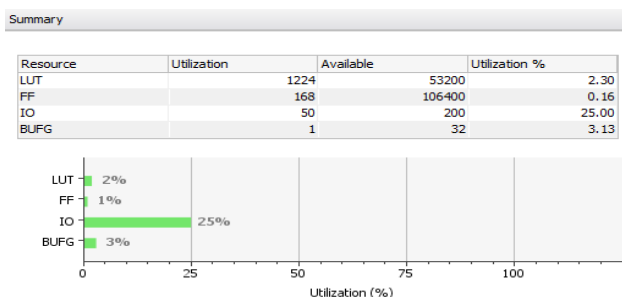 Summary
Resource Utilization Available Utilization %
LUT 1224 53200 2.30
FF 168 106400 0.16
IO 50 200 25.00
BUFG 1 32 3.13
LUT 2%
FF 1%
IO 25%
BUFG 3%
0 25 50 75 100
Utilization (%)